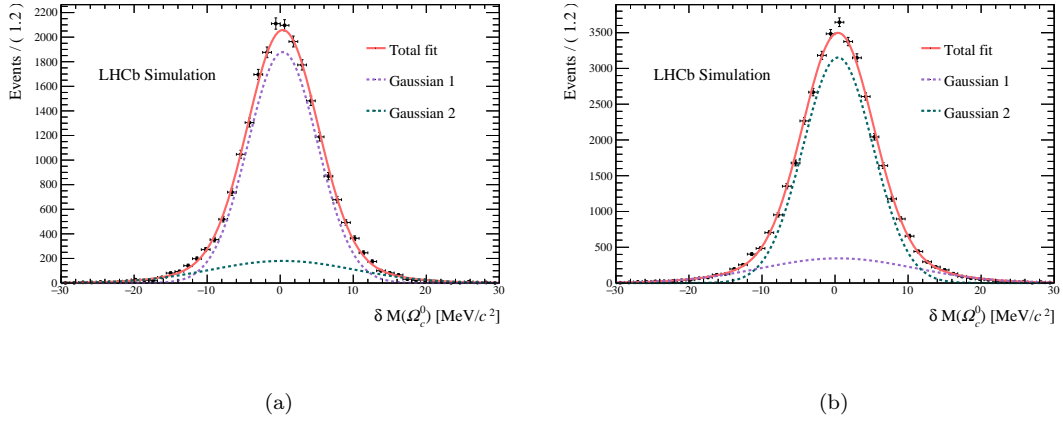 Events / ( 1.2 )
2200
2000
1800
1600
1400
1200
1000
800
600
400
200
0
−30 −20 −10 0 10 20 30
δ M(Ω_c^0) [MeV/c^2]
LHCb Simulation
Total fit
Gaussian 1
Gaussian 2
(a)
Events / ( 1.2 )
3500
3000
2500
2000
1500
1000
500
0
−30 −20 −10 0 10 20 30
δ M(Ω_c^0) [MeV/c^2]
LHCb Simulation
Total fit
Gaussian 1
Gaussian 2
(b)